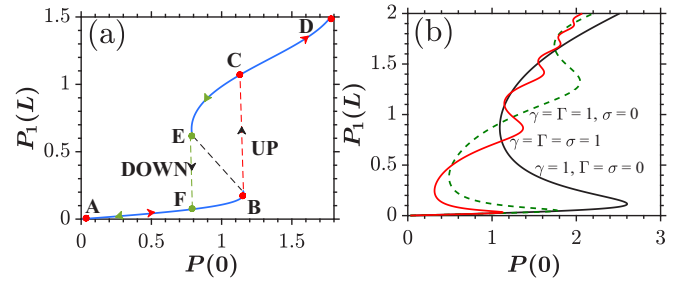 (a)
1.5
1
0.5
0
0
0.5
1
1.5
P₁(L)
P(0)
A
B
C
D
E
F
UP
DOWN
(b)
2
1.5
1
0.5
0
0
1
2
3
P₁(L)
P(0)
γ = Γ = 1, σ = 0
γ = Γ = σ = 1
γ = 1, Γ = σ = 0